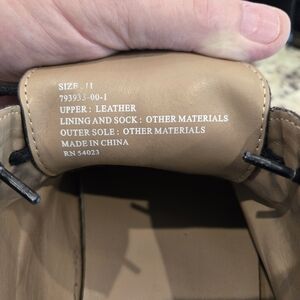 SIZE : 11
793933-00-1
UPPER : LEATHER
LINING AND SOCK : OTHER MATERIALS
OUTER SOLE : OTHER MATERIALS
MADE IN CHINA
RN 54023